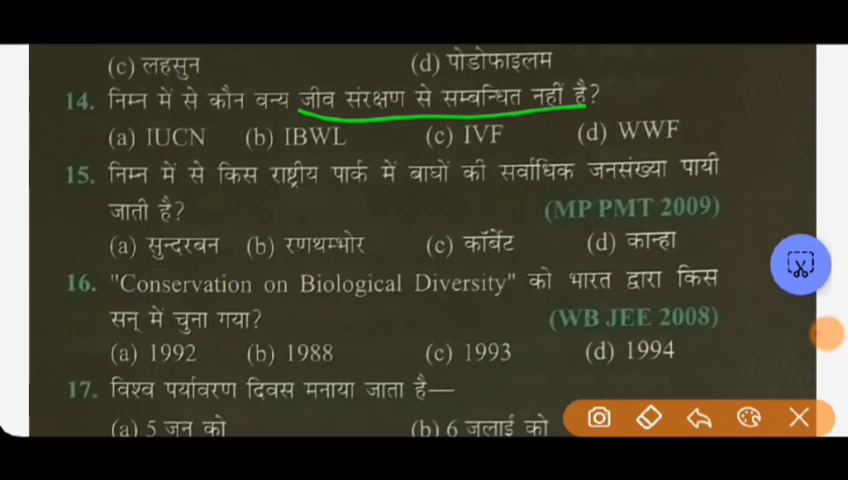 (c) लहसुन (d) पोडोफाइलम
14. निम्न में से कौन वन्य जीव संरक्षण से सम्बन्धित नहीं है?
(a) IUCN (b) IBWL (c) IVF (d) WWF
15. निम्न में से किस राष्ट्रीय पार्क में बाघों की सर्वाधिक जनसंख्या पायी
जाती है? (MP PMT 2009)
(a) सुन्दरबन (b) रणथम्भोर (c) कॉर्बेट (d) कान्हा
16. "Conservation on Biological Diversity" को भारत द्वारा किस
सन् में चुना गया? (WB JEE 2008)
(a) 1992 (b) 1988 (c) 1993 (d) 1994
17. विश्व पर्यावरण दिवस मनाया जाता है—
(a) 5 जून को (b) 6 जुलाई को